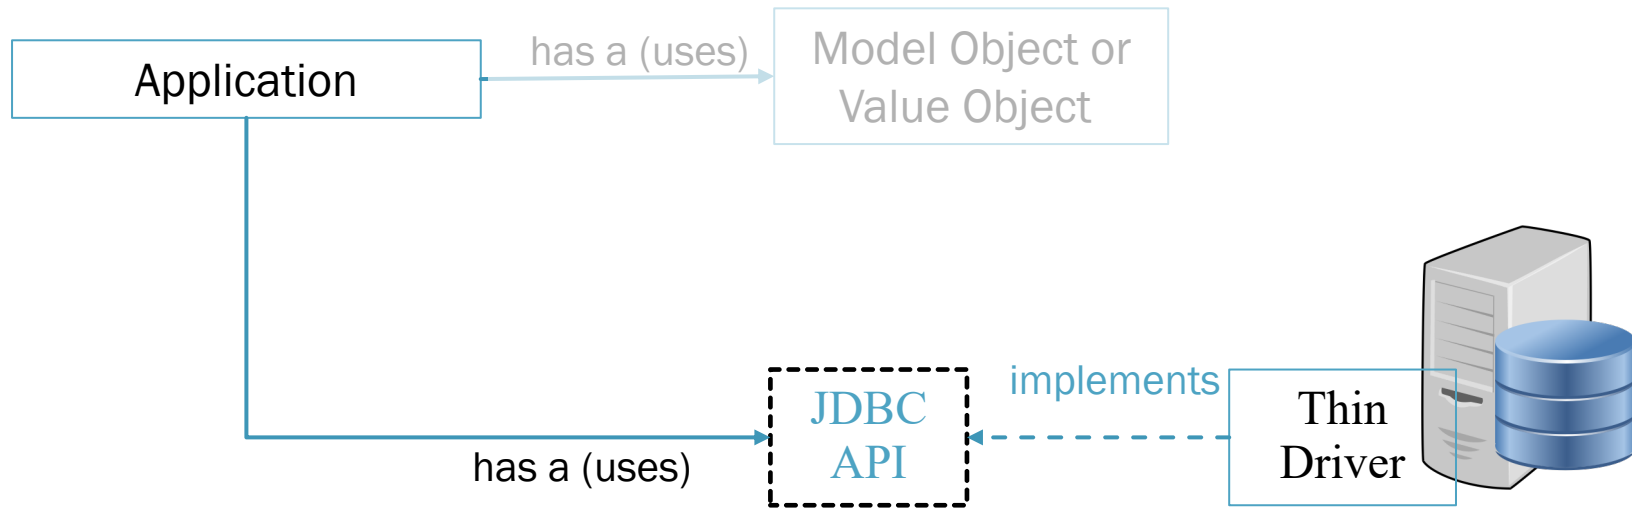 Application
has a (uses)
Model Object or
Value Object
implements
JDBC
API
Thin
Driver
has a (uses)